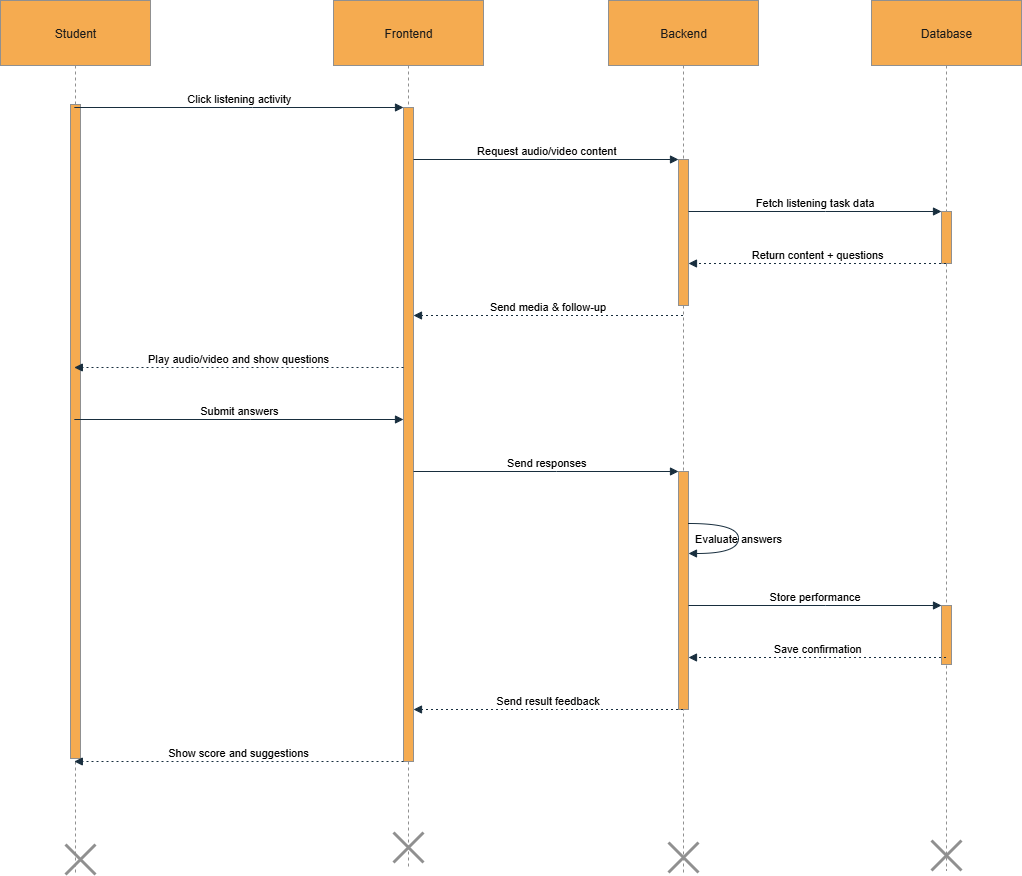 Student
Frontend
Backend
Database
Click listening activity
Request audio/video content
Fetch listening task data
Return content + questions
Send media & follow-up
Play audio/video and show questions
Submit answers
Send responses
Evaluate answers
Store performance
Save confirmation
Send result feedback
Show score and suggestions